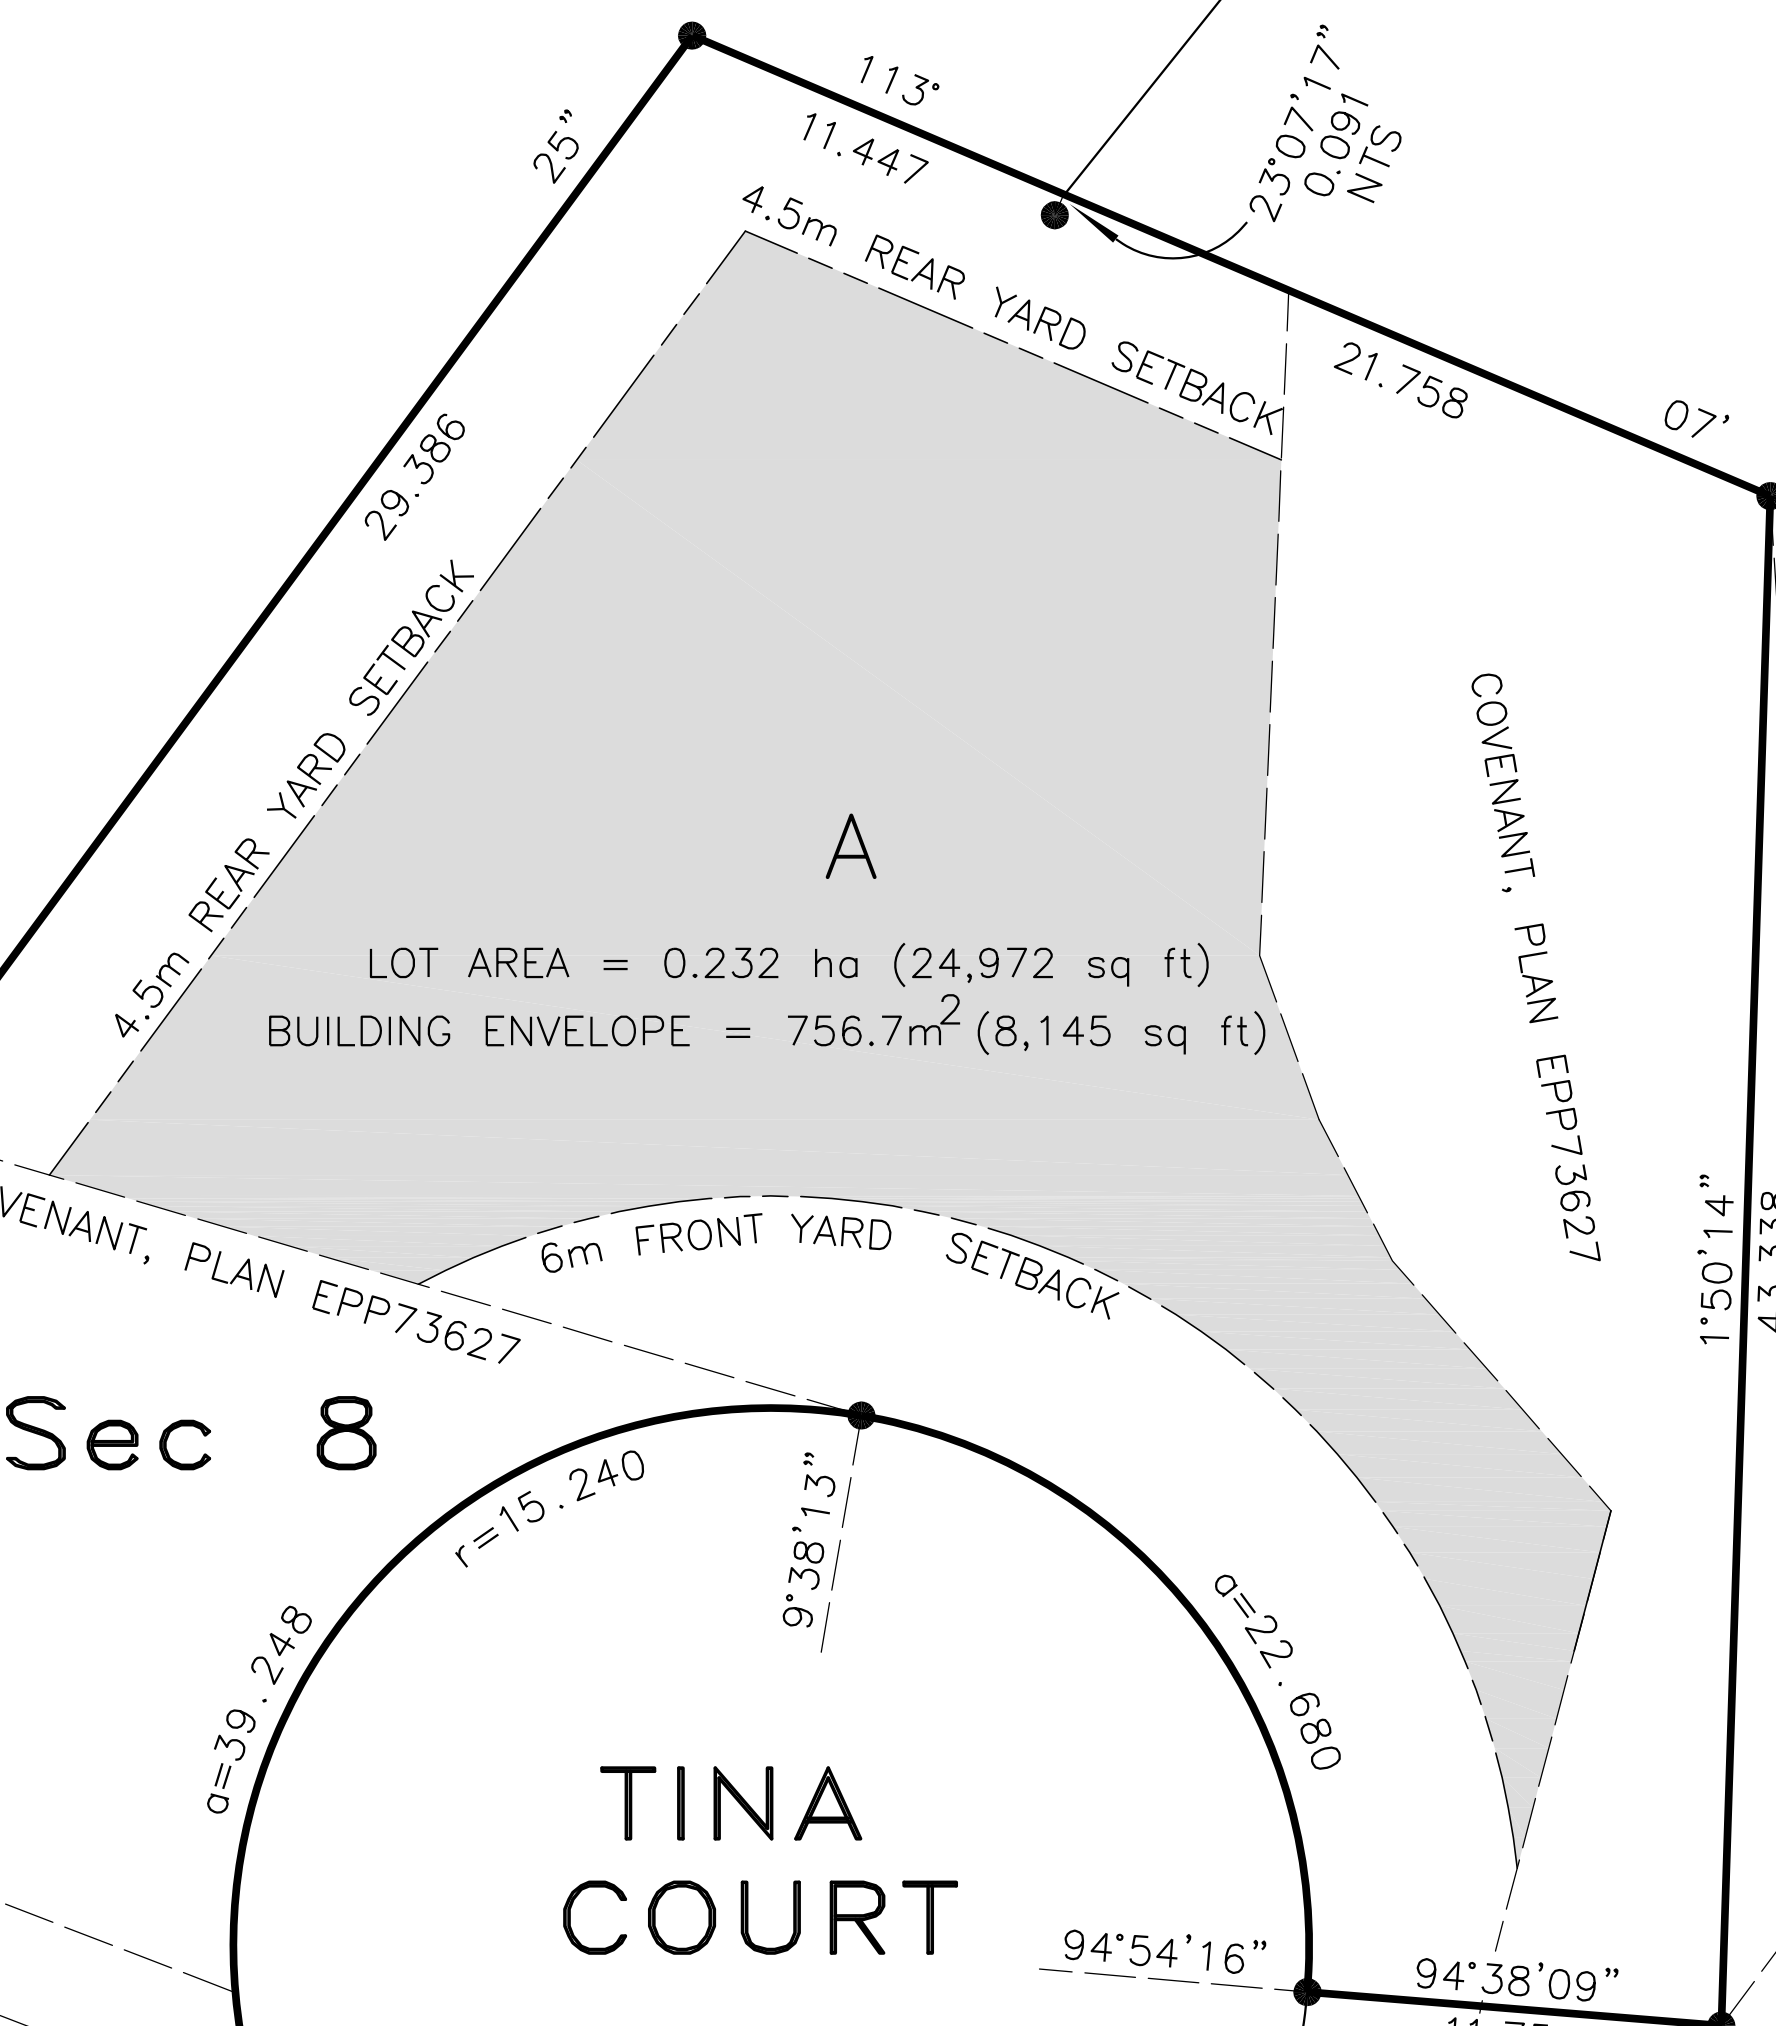 113°
11.447
25”
23°07’17”
0.091
NTS
4.5m REAR YARD SETBACK
21.758
07’
29.386
4.5m REAR YARD SETBACK
COVENANT, PLAN EPP73627
A
LOT AREA = 0.232 ha (24,972 sq ft)
BUILDING ENVELOPE = 756.7m² (8,145 sq ft)
VENANT, PLAN EPP73627
6m FRONT YARD SETBACK
1°50’14”
43.338
Sec 8
r=15.240
9°38’13”
a=39.248
a=22.680
TINA
COURT
94°54’16”
94°38’09”